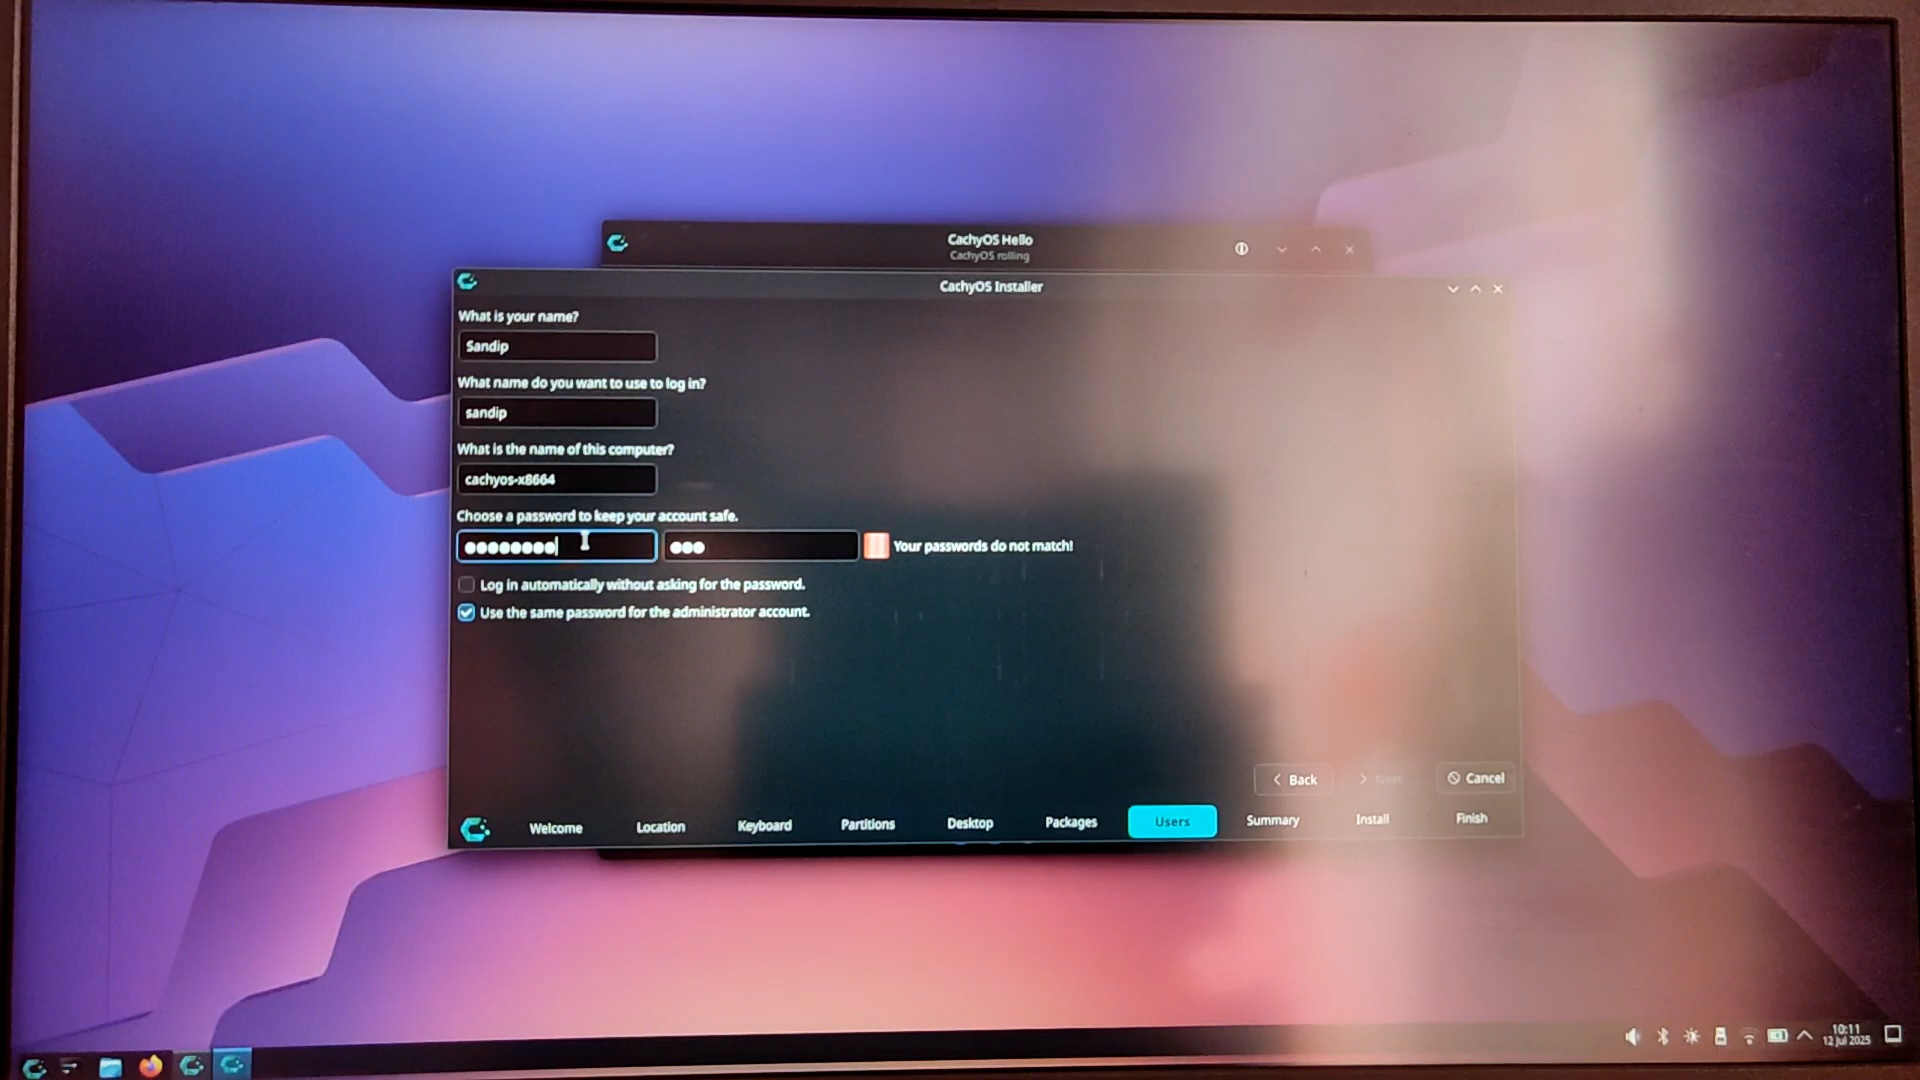 CachyOS Hello
CachyOS rolling
CachyOS Installer
What is your name?
Sandip
What name do you want to use to log in?
sandip
What is the name of this computer?
cachyos-x8664
Choose a password to keep your account safe.
●●●●●●●● ●●● Your passwords do not match!
Log in automatically without asking for the password.
Use the same password for the administrator account.
Back Next Cancel
Welcome Location Keyboard Partitions Desktop Packages Users Summary Install Finish
10:11
12 Jul 2025